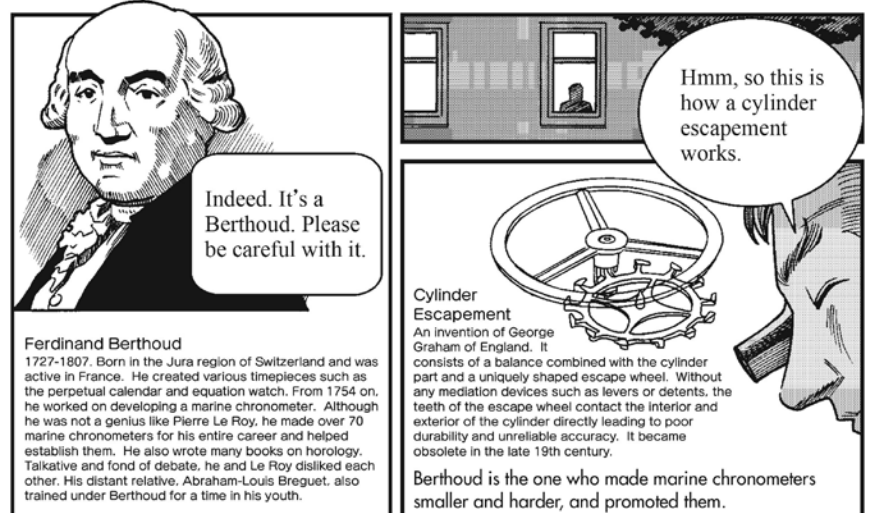 Indeed. It's a
Berthoud. Please
be careful with it.
Ferdinand Berthoud
1727-1807. Born in the Jura region of Switzerland and was
active in France. He created various timepieces such as
the perpetual calendar and equation watch. From 1754 on,
he worked on developing a marine chronometer. Although
he was not a genius like Pierre Le Roy, he made over 70
marine chronometers for his entire career and helped
establish them. He also wrote many books on horology.
Talkative and fond of debate, he and Le Roy disliked each
other. His distant relative, Abraham-Louis Breguet, also
trained under Berthoud for a time in his youth.
Hmm, so this is
how a cylinder
escapement
works.
Cylinder
Escapement
An invention of George
Graham of England. It
consists of a balance combined with the cylinder
part and a uniquely shaped escape wheel. Without
any mediation devices such as levers or detents, the
teeth of the escape wheel contact the interior and
exterior of the cylinder directly leading to poor
durability and unreliable accuracy. It became
obsolete in the late 19th century.
Berthoud is the one who made marine chronometers
smaller and harder, and promoted them.